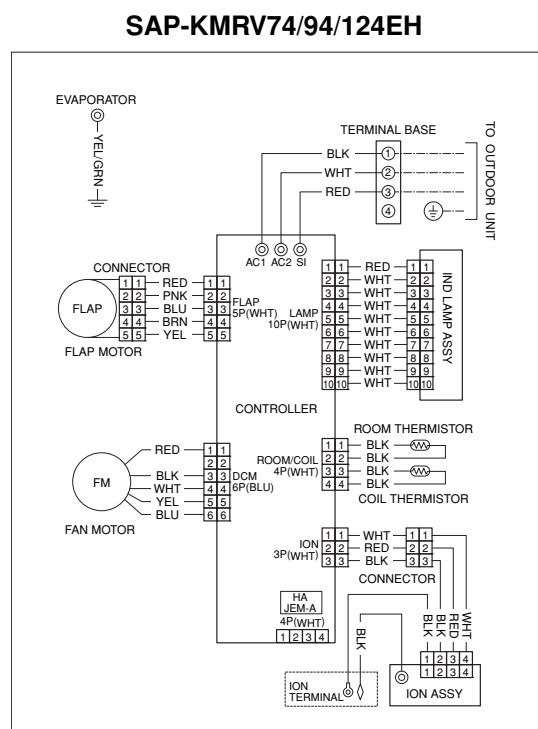 SAP-KMRV74/94/124EH
EVAPORATOR
YEL/GRN
TERMINAL BASE
TO OUTDOOR UNIT
BLK 1
WHT 2
RED 3
4
AC1 AC2 SI
CONNECTOR
FLAP
FLAP MOTOR
1 1 RED 1 1
2 2 PNK 2 2
3 3 BLU 3 3
4 4 BRN 4 4
5 5 YEL 5 5
FLAP
5P(WHT)
LAMP
10P(WHT)
1 1 RED 1 1
2 2 WHT 2 2
3 3 WHT 3 3
4 4 WHT 4 4
5 5 WHT 5 5
6 6 WHT 6 6
7 7 WHT 7 7
8 8 WHT 8 8
9 9 WHT 9 9
10 10 WHT 10 10
IND LAMP ASSY
CONTROLLER
FM
FAN MOTOR
RED 1 1
2 2
BLK 3 3
WHT 4 4
YEL 5 5
BLU 6 6
DCM
6P(BLU)
ROOM THERMISTOR
ROOM/COIL
4P(WHT)
1 1 BLK
2 2 BLK
3 3 BLK
4 4 BLK
COIL THERMISTOR
ION
3P(WHT)
1 1 WHT 1 1
2 2 RED 2 2
3 3 BLK 3 3
CONNECTOR
HA
JEM-A
4P(WHT)
1 2 3 4
BLK
BLK BLK RED WHT
1 2 3 4
1 2 3 4
ION
TERMINAL
ION ASSY